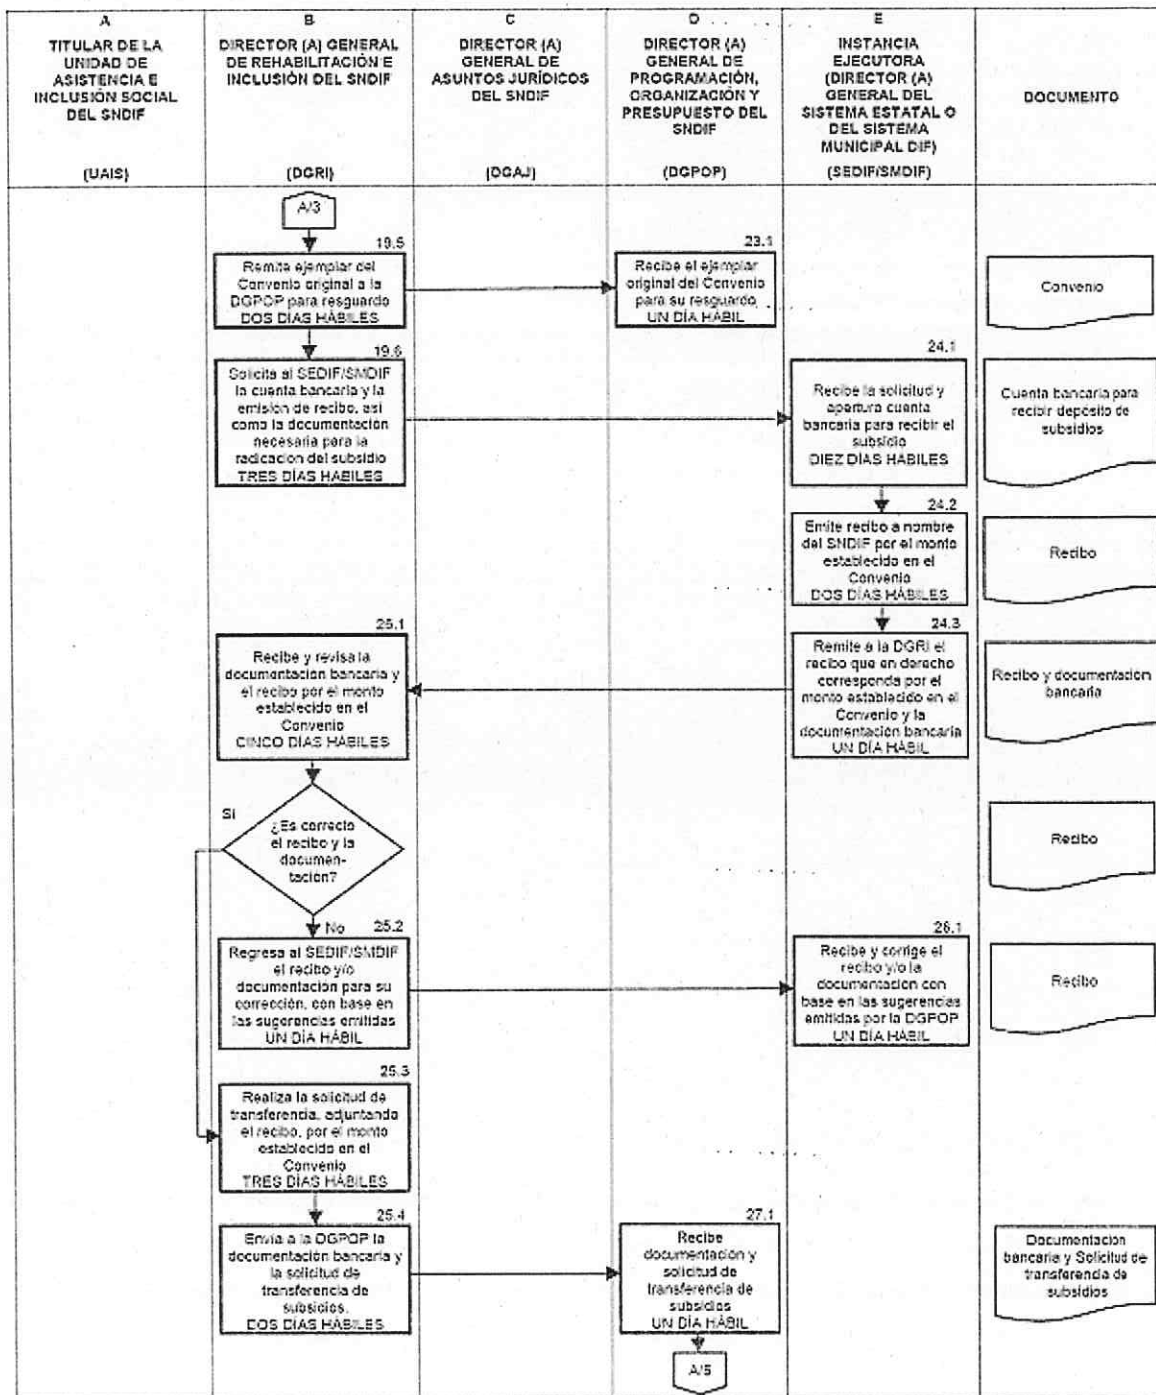 A
TITULAR DE LA
UNIDAD DE
ASISTENCIA E
INCLUSIÓN SOCIAL
DEL SNDIF
(UAIS)
B
DIRECTOR (A) GENERAL
DE REHABILITACIÓN E
INCLUSIÓN DEL SNDIF
(DGRI)
C
DIRECTOR (A)
GENERAL DE
ASUNTOS JURÍDICOS
DEL SNDIF
(DGAJ)
D
DIRECTOR (A)
GENERAL DE
PROGRAMACIÓN,
ORGANIZACIÓN Y
PRESUPUESTO DEL
SNDIF
(DGPOP)
E
INSTANCIA
EJECUTORA
(DIRECTOR (A)
GENERAL DEL
SISTEMA ESTATAL O
DEL SISTEMA
MUNICIPAL DIF)
(SEDIF/SMDIF)
DOCUMENTO
A/3
19.5
Remite ejemplar del
Convenio original a la
DGPOP para resguardo
DOS DÍAS HÁBILES
23.1
Recibe el ejemplar
original del Convenio
para su resguardo
UN DÍA HÁBIL
Convenio
19.6
Solicita al SEDIF/SMDIF
la cuenta bancaria y la
emisión de recibo, así
como la documentación
necesaria para la
radicación del subsidio
TRES DÍAS HÁBILES
24.1
Recibe la solicitud y
apertura cuenta
bancaria para recibir el
subsidio
DIEZ DÍAS HÁBILES
Cuenta bancaria para
recibir depósito de
subsidios
24.2
Emite recibo a nombre
del SNDIF por el monto
establecido en el
Convenio
DOS DÍAS HÁBILES
Recibo
25.1
Recibe y revisa la
documentación bancaria y
el recibo por el monto
establecido en el
Convenio
CINCO DÍAS HÁBILES
24.3
Remite a la DGRI el
recibo que en derecho
corresponda por el
monto establecido en el
Convenio y la
documentación bancaria
UN DÍA HÁBIL
Recibo y documentación
bancaria
Sí
¿Es correcto
el recibo y la
documen-
tación?
Recibo
No
25.2
Regresa al SEDIF/SMDIF
el recibo y/o
documentación para su
corrección, con base en
las sugerencias emitidas
UN DÍA HÁBIL
26.1
Recibe y corrige el
recibo y/o la
documentación con
base en las sugerencias
emitidas por la DGPOP
UN DÍA HÁBIL
Recibo
25.3
Realiza la solicitud de
transferencia, adjuntando
el recibo, por el monto
establecido en el
Convenio
TRES DÍAS HÁBILES
25.4
Envía a la DGPOP la
documentación bancaria y
la solicitud de
transferencia de
subsidios.
DOS DÍAS HÁBILES
27.1
Recibe
documentación y
solicitud de
transferencia de
subsidios
UN DÍA HÁBIL
Documentación
bancaria y Solicitud de
transferencia de
subsidios
A/5